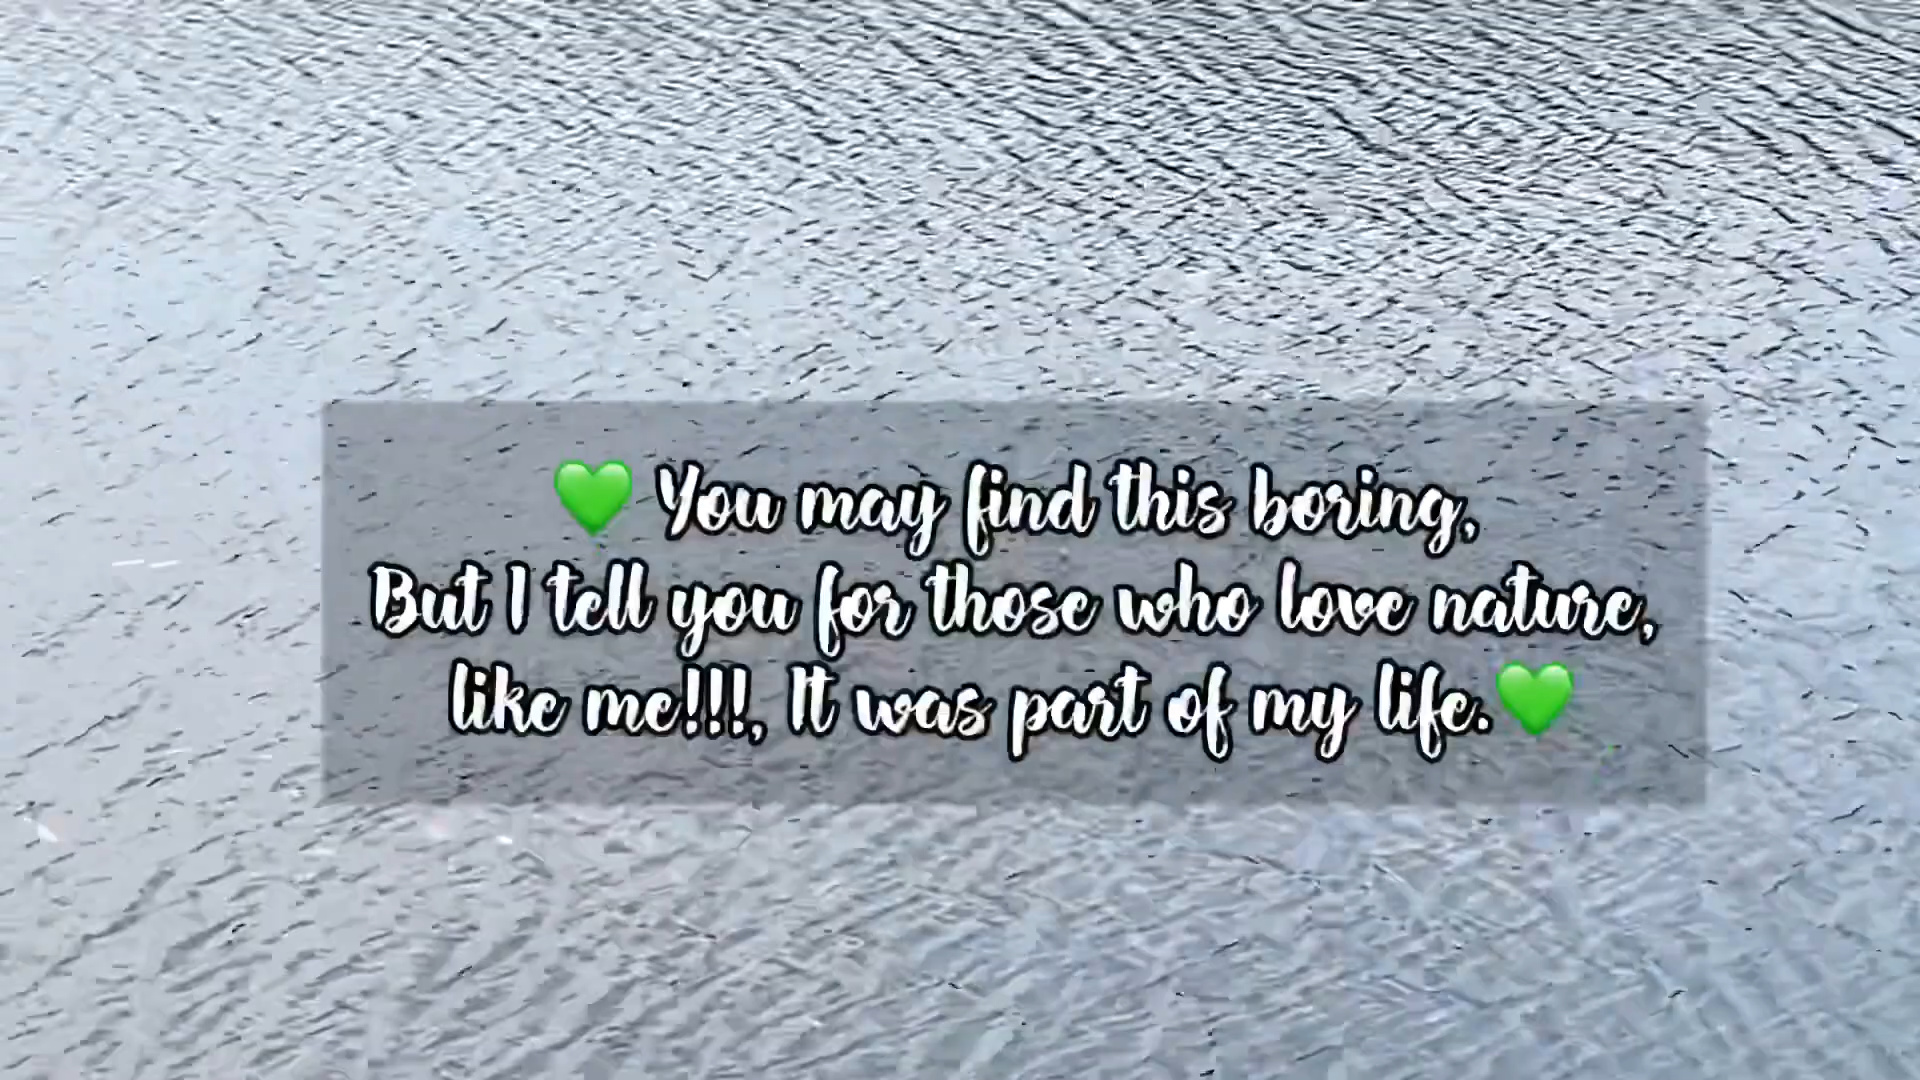 💚 You may find this boring,
But I tell you for those who love nature,
like me!!!, It was part of my life.💚